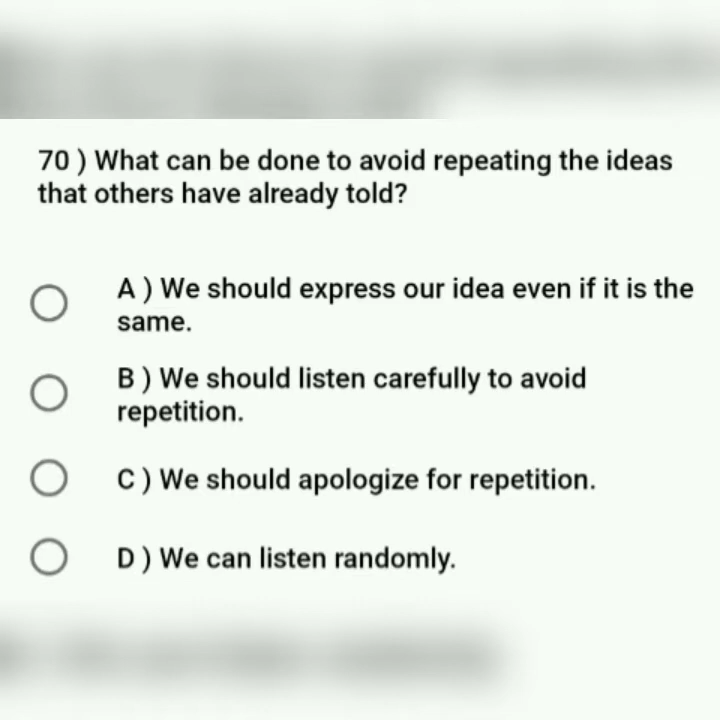 70 ) What can be done to avoid repeating the ideas
that others have already told?
A ) We should express our idea even if it is the
same.
B ) We should listen carefully to avoid
repetition.
C ) We should apologize for repetition.
D ) We can listen randomly.